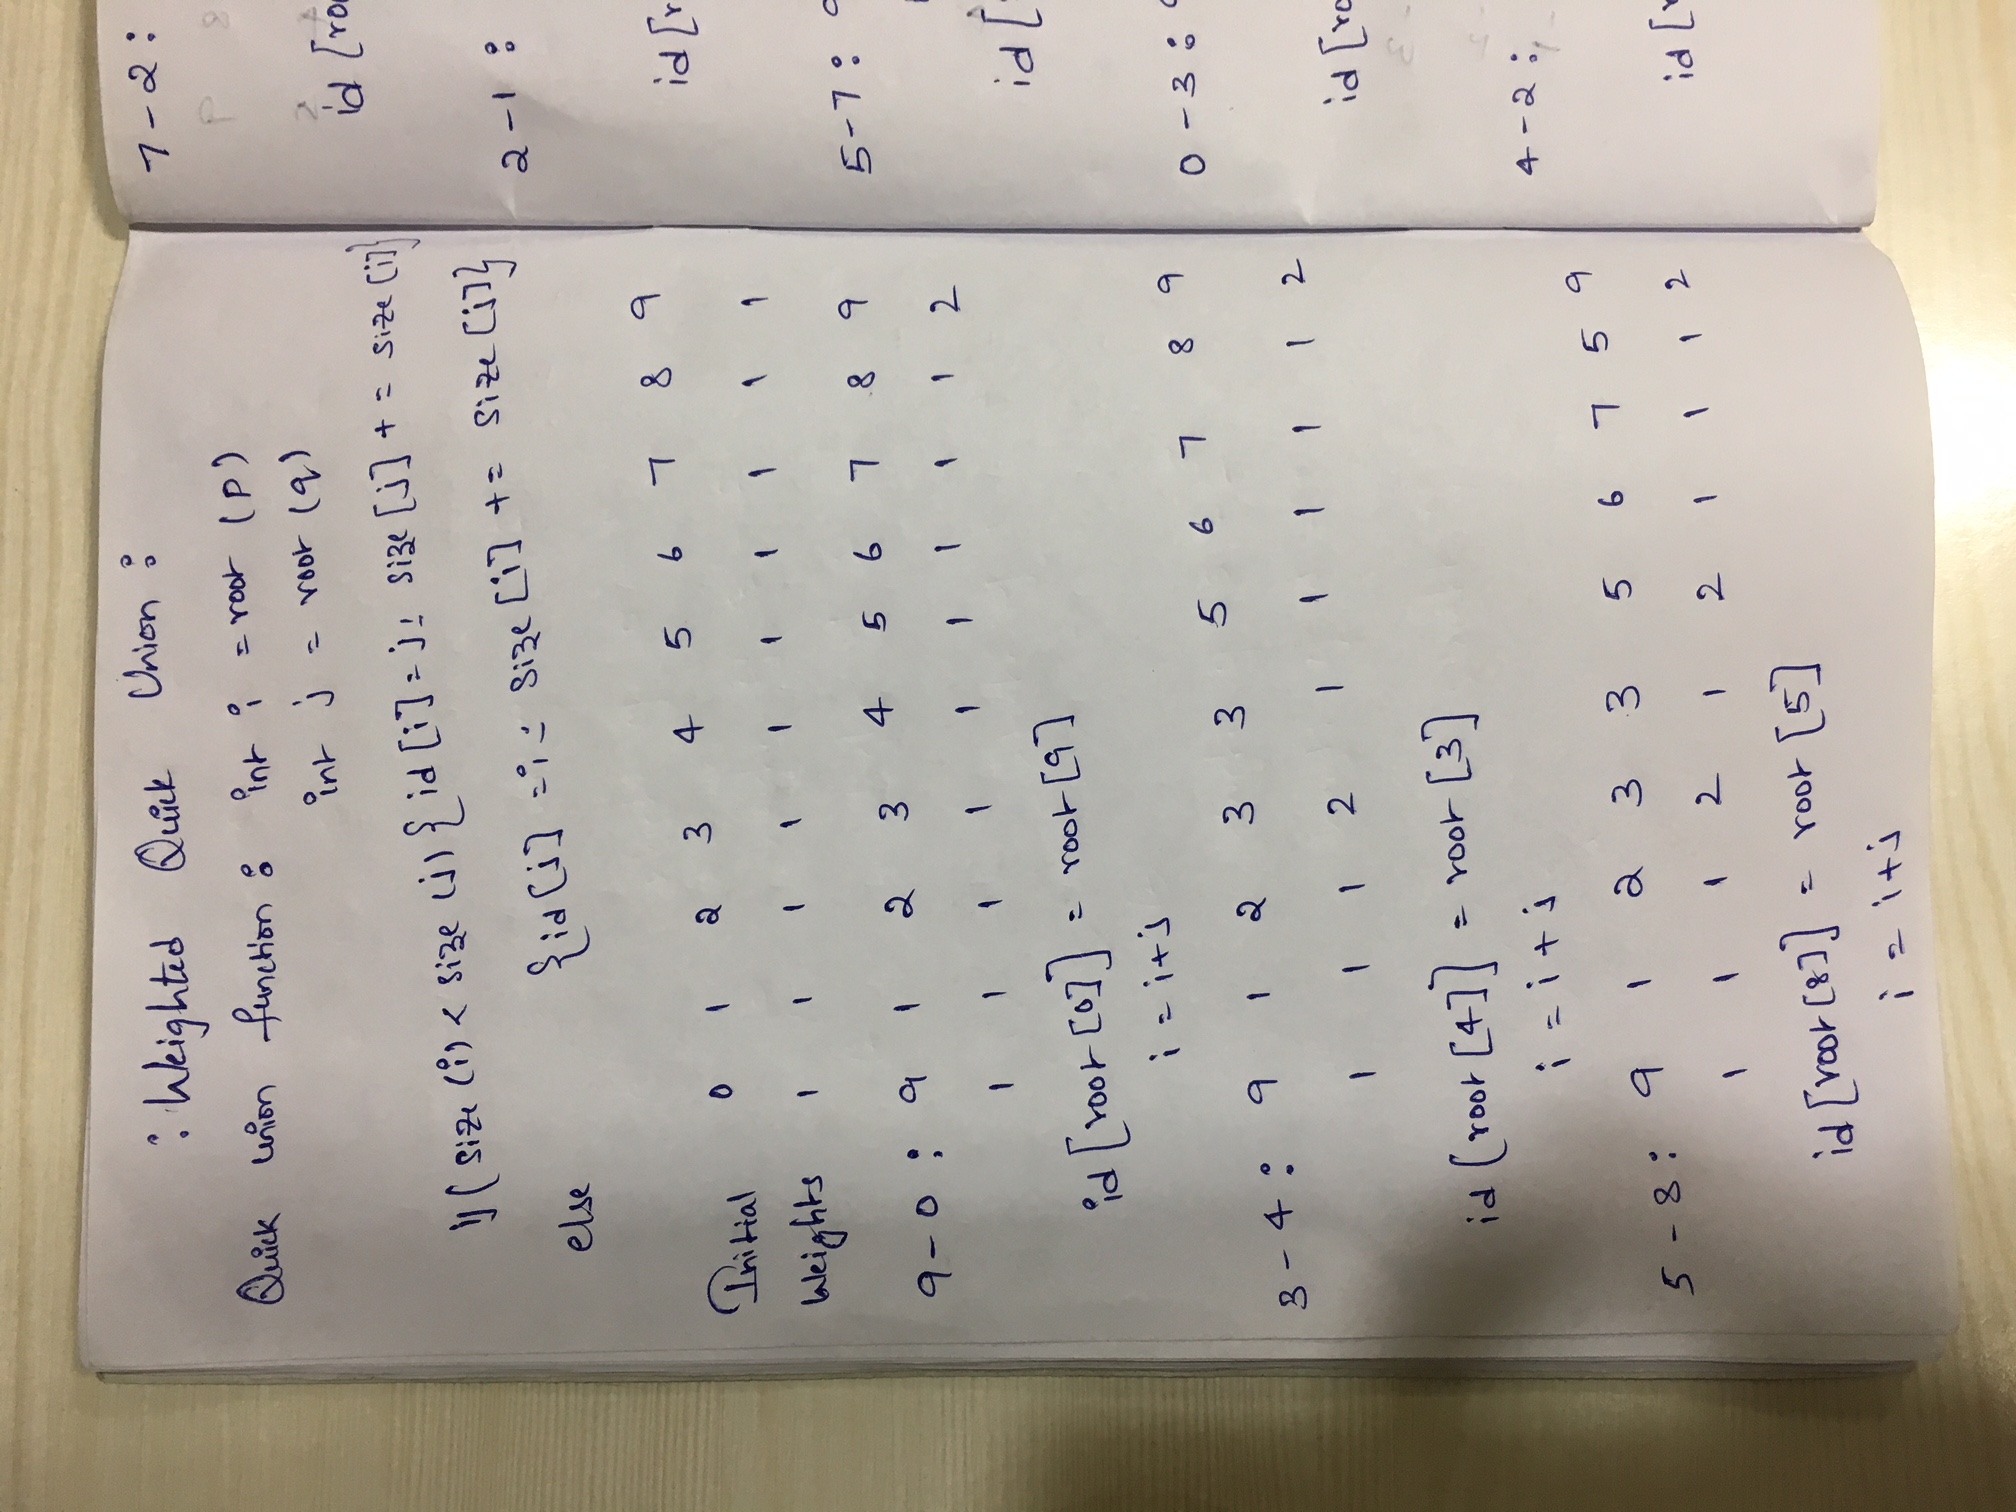 : Weighted Quick Union :
Quick union function : int i = root (p)
int j = root (q)
if ( size (i) < size (j) { id [i] = j; size [j] + = size [i]}
else {id [j] = i; size [i] += size [j]}
Initial 0 1 2 3 4 5 6 7 8 9
Weights 1 1 1 1 1 1 1 1 1 1
9-0 : 9 1 2 3 4 5 6 7 8 9
1 1 1 1 1 1 1 1 1 2
id [root [0]] = root [9]
i = i+j
3-4 : 9 1 2 3 3 5 6 7 8 9
1 1 1 2 1 1 1 1 1 2
id (root [4]] = root [3]
i = i + j
5-8 : 9 1 2 3 3 5 6 7 5 9
1 1 1 2 1 2 1 1 1 2
id [root [8]] = root [5]
i = i+j
7-2 :
id [ro
2-1 :
id [r
5-7 :
id [
0-3 :
id [ro
4-2 :
id [r